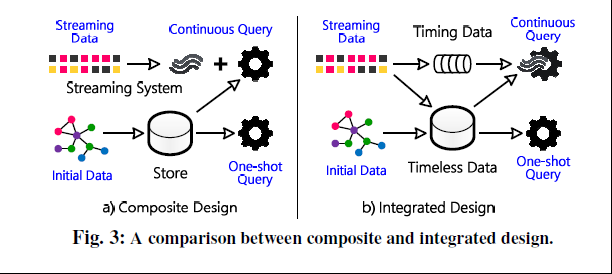 Streaming
Data
Continuous Query
+
Streaming System
Initial Data
Store
One-shot
Query
a) Composite Design
Streaming
Data
Timing Data
Continuous
Query
Initial Data
Timeless Data
One-shot
Query
b) Integrated Design
Fig. 3: A comparison between composite and integrated design.